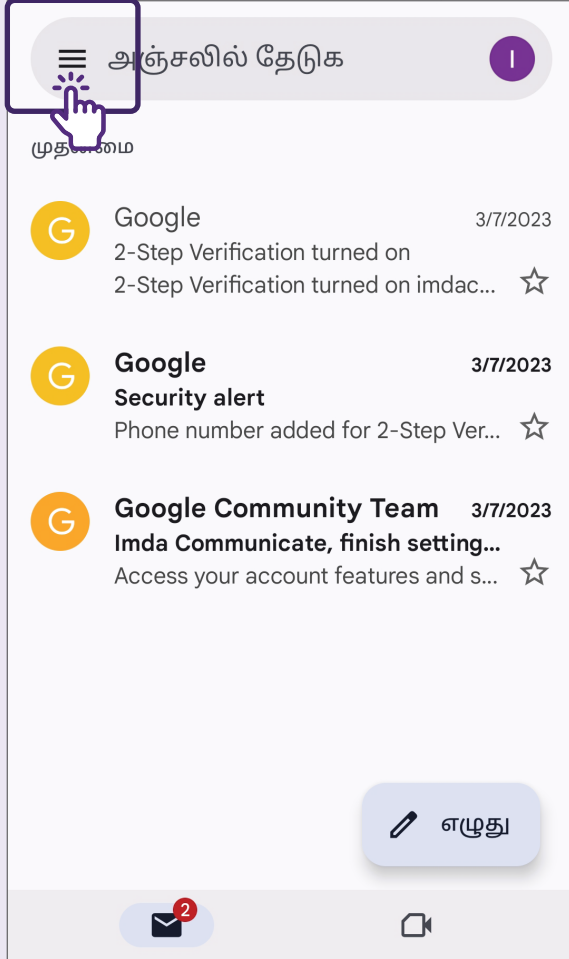 அஞ்சலில் தேடுக
I
முதன்மை
G
Google
3/7/2023
2-Step Verification turned on
2-Step Verification turned on imdac...
G
Google
3/7/2023
Security alert
Phone number added for 2-Step Ver...
G
Google Community Team
3/7/2023
Imda Communicate, finish setting...
Access your account features and s...
எழுது
2